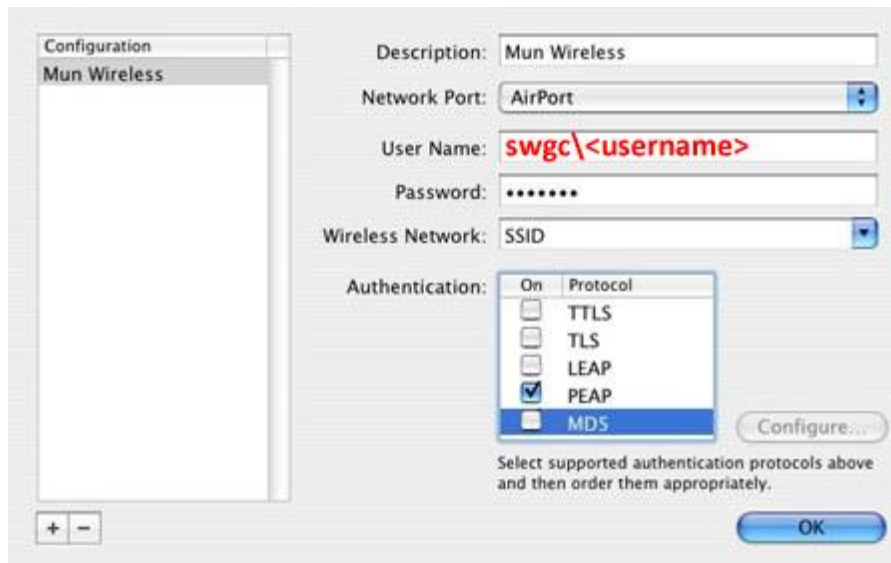 Configuration
Mun Wireless
Description: Mun Wireless
Network Port: AirPort
User Name: swgc\<username>
Password: •••••••
Wireless Network: SSID
Authentication:
On Protocol
TTLS
TLS
LEAP
PEAP
MD5
Configure...
Select supported authentication protocols above
and then order them appropriately.
+ −
OK